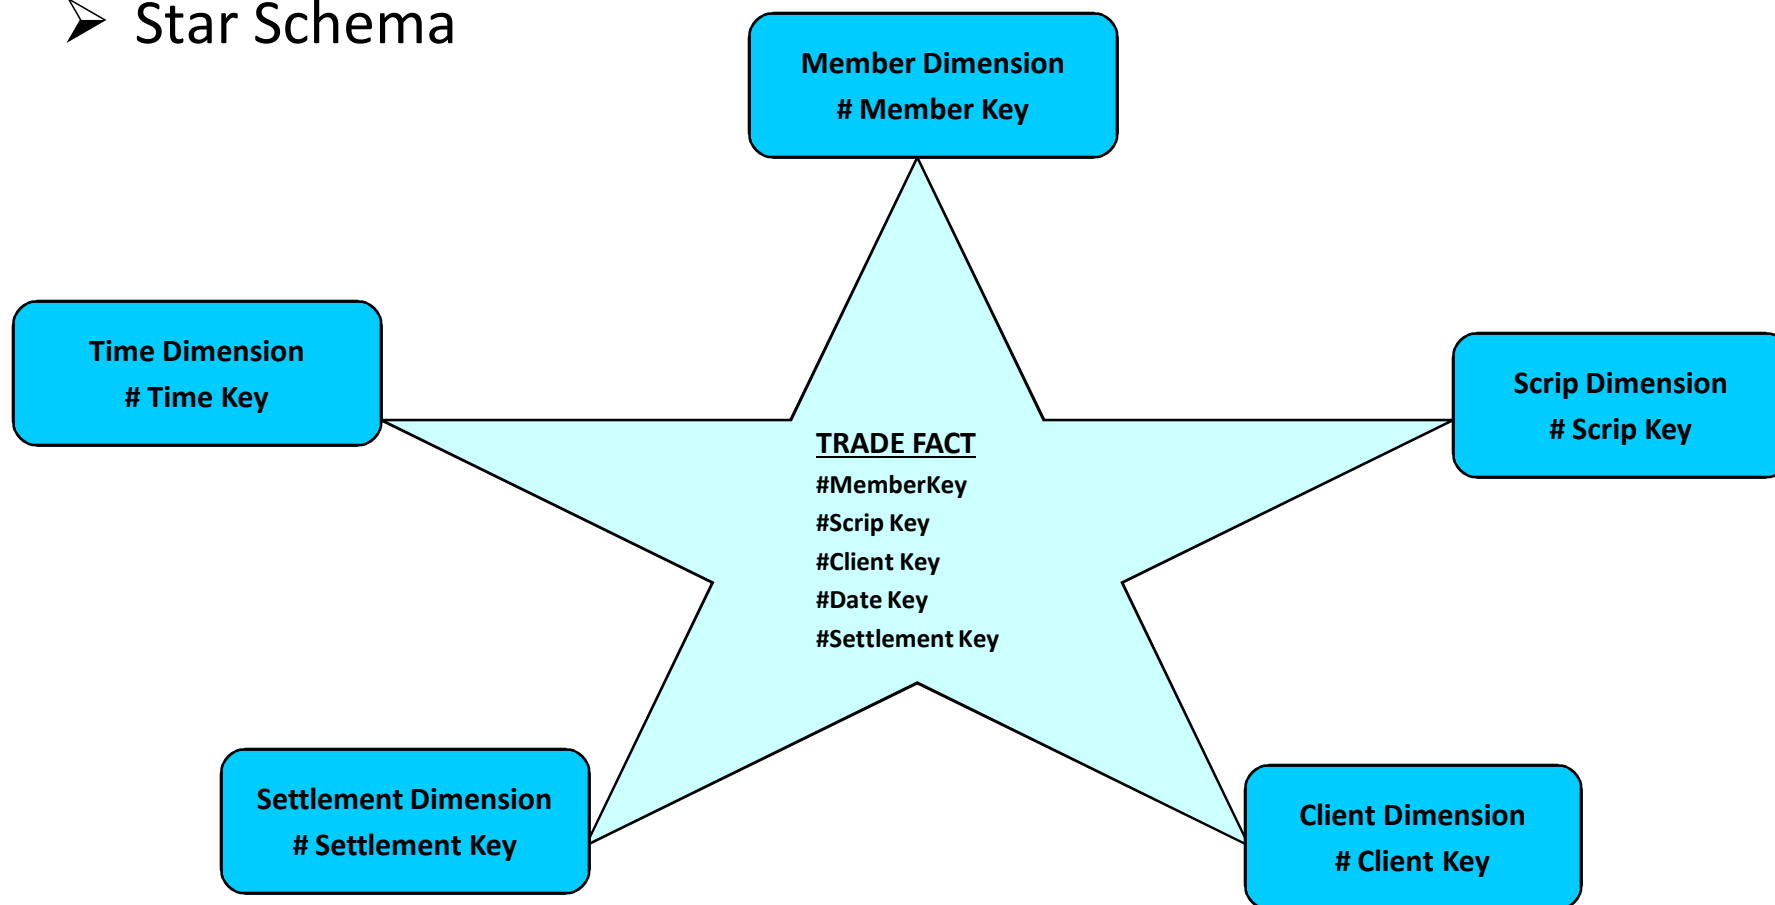 Star Schema
Member Dimension
# Member Key
Time Dimension
# Time Key
Scrip Dimension
# Scrip Key
TRADE FACT
#MemberKey
#Scrip Key
#Client Key
#Date Key
#Settlement Key
Settlement Dimension
# Settlement Key
Client Dimension
# Client Key